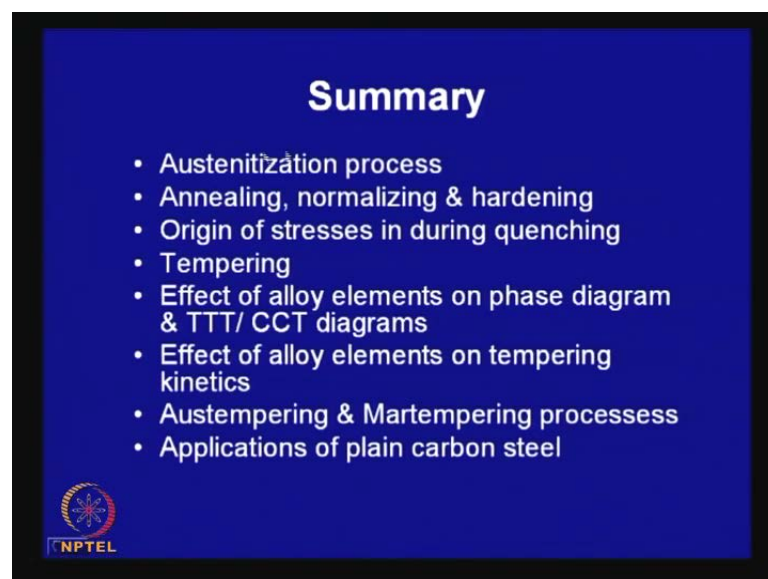 Summary
• Austenitization process
• Annealing, normalizing & hardening
• Origin of stresses in during quenching
• Tempering
• Effect of alloy elements on phase diagram
& TTT/ CCT diagrams
• Effect of alloy elements on tempering
kinetics
• Austempering & Martempering processess
• Applications of plain carbon steel
NPTEL